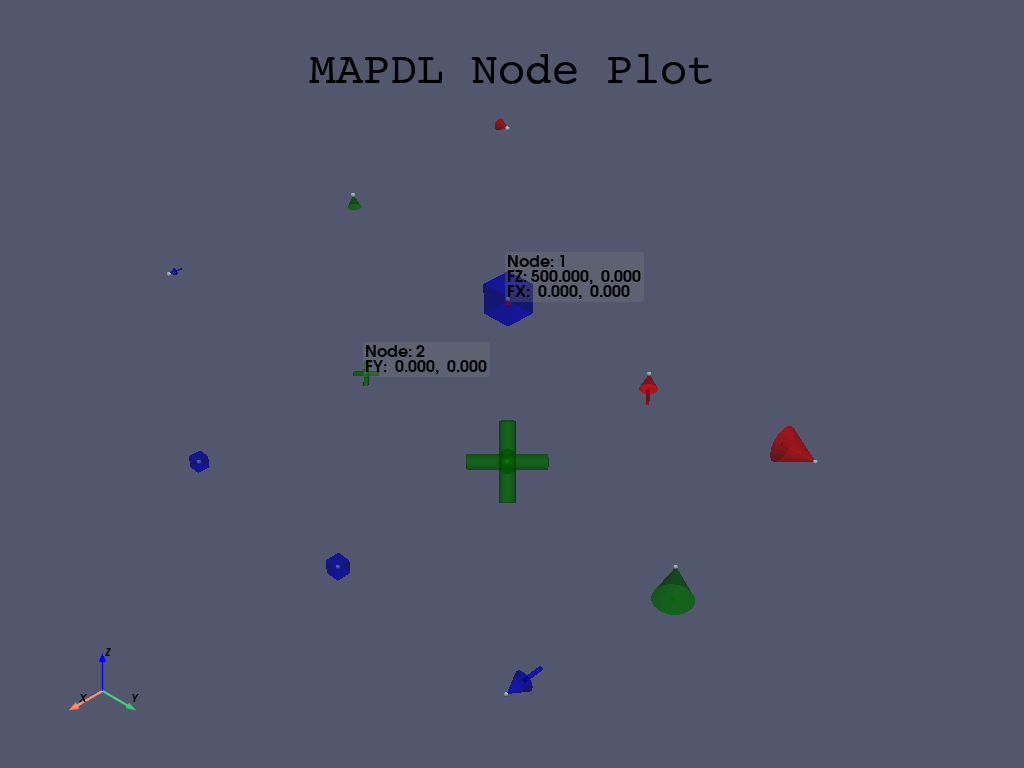 MAPDL Node Plot
Node: 1
FZ: 500.000, 0.000
FX: 0.000, 0.000
Node: 2
FY: 0.000, 0.000
Z
X
Y